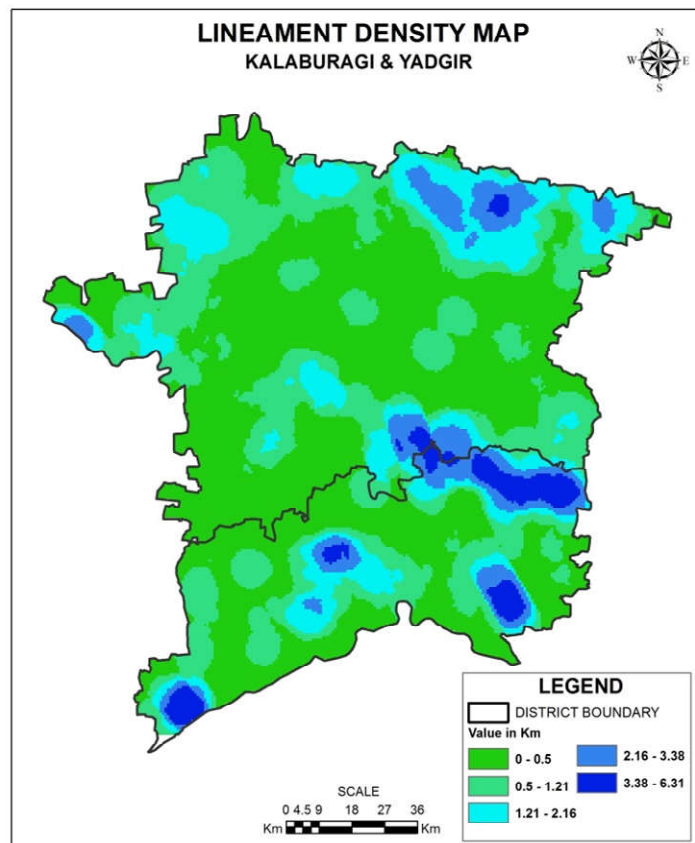 LINEAMENT DENSITY MAP
KALABURAGI & YADGIR
N
W E
S
LEGEND
DISTRICT BOUNDARY
Value in Km
0 - 0.5
0.5 - 1.21
1.21 - 2.16
2.16 - 3.38
3.38 - 6.31
SCALE
0 4.5 9 18 27 36
Km Km